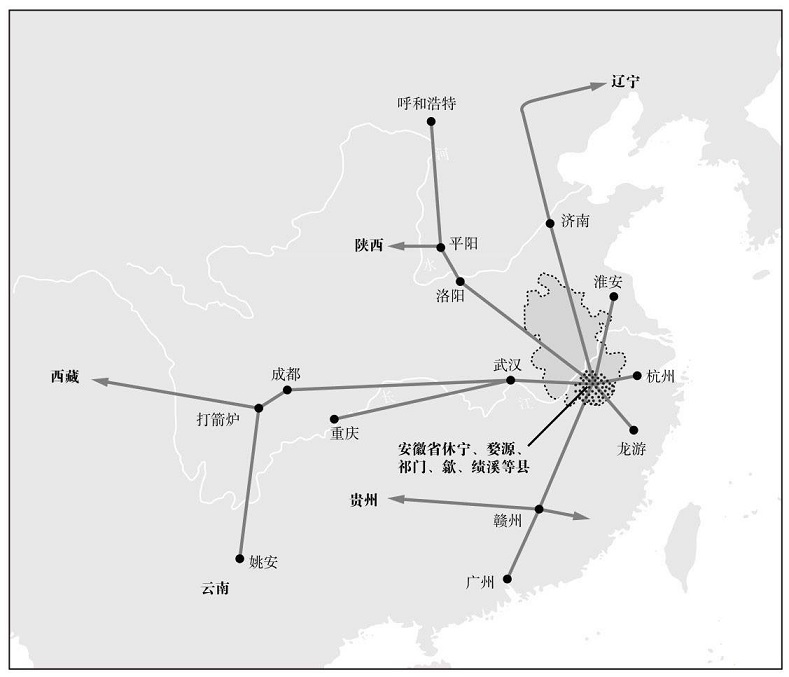 辽宁
呼和浩特
河
济南
陕西
平阳
水
洛阳
淮安
武汉
成都
杭州
西藏
长
江
打箭炉
重庆
龙游
安徽省休宁、婺源、
祁门、歙、绩溪等县
贵州
赣州
姚安
广州
云南